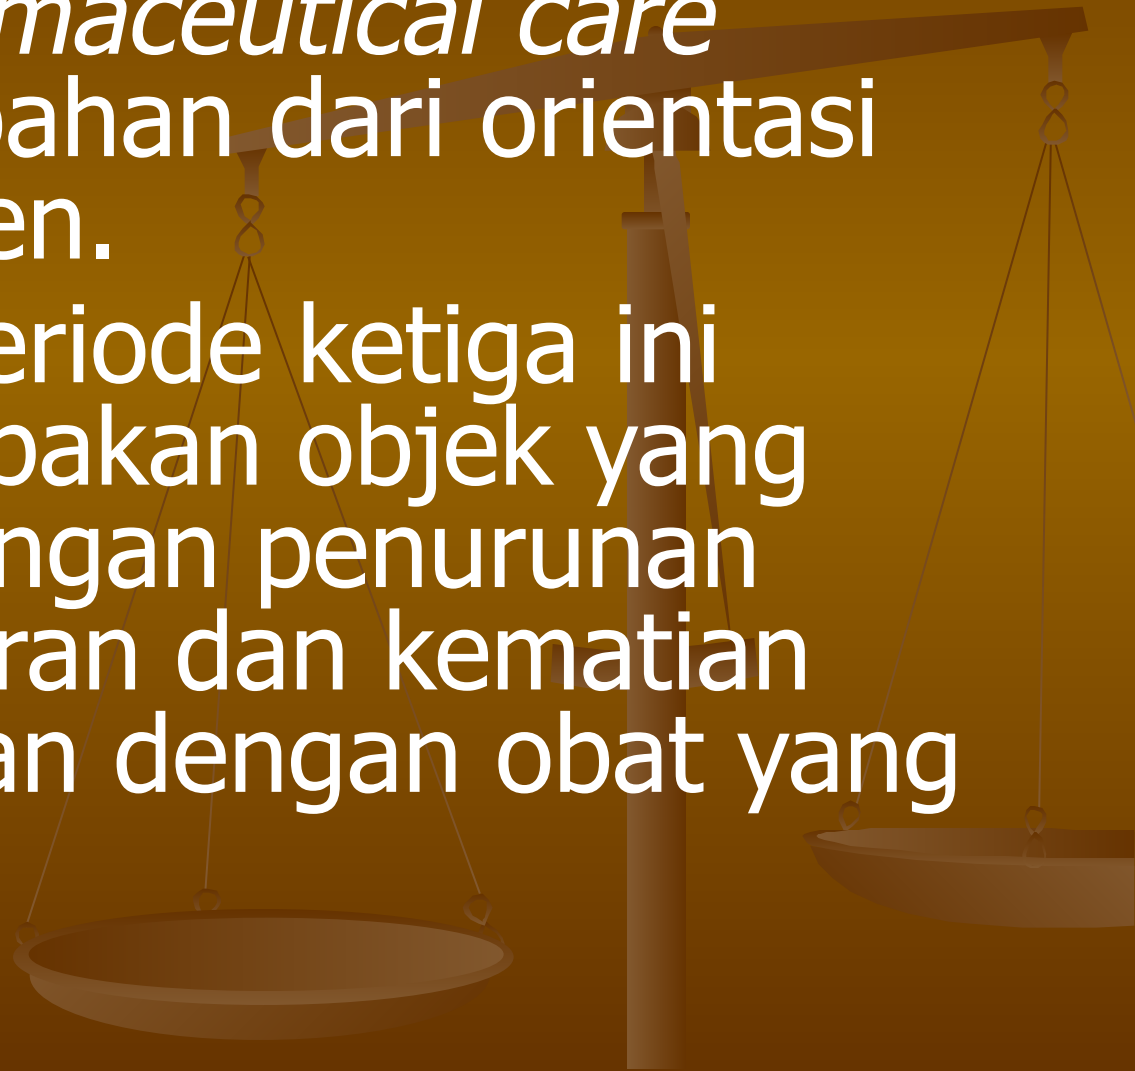 maceutical care
bahan dari orientasi
en.
eriode ketiga ini
pakan objek yang
ngan penurunan
ran dan kematian
an dengan obat yang